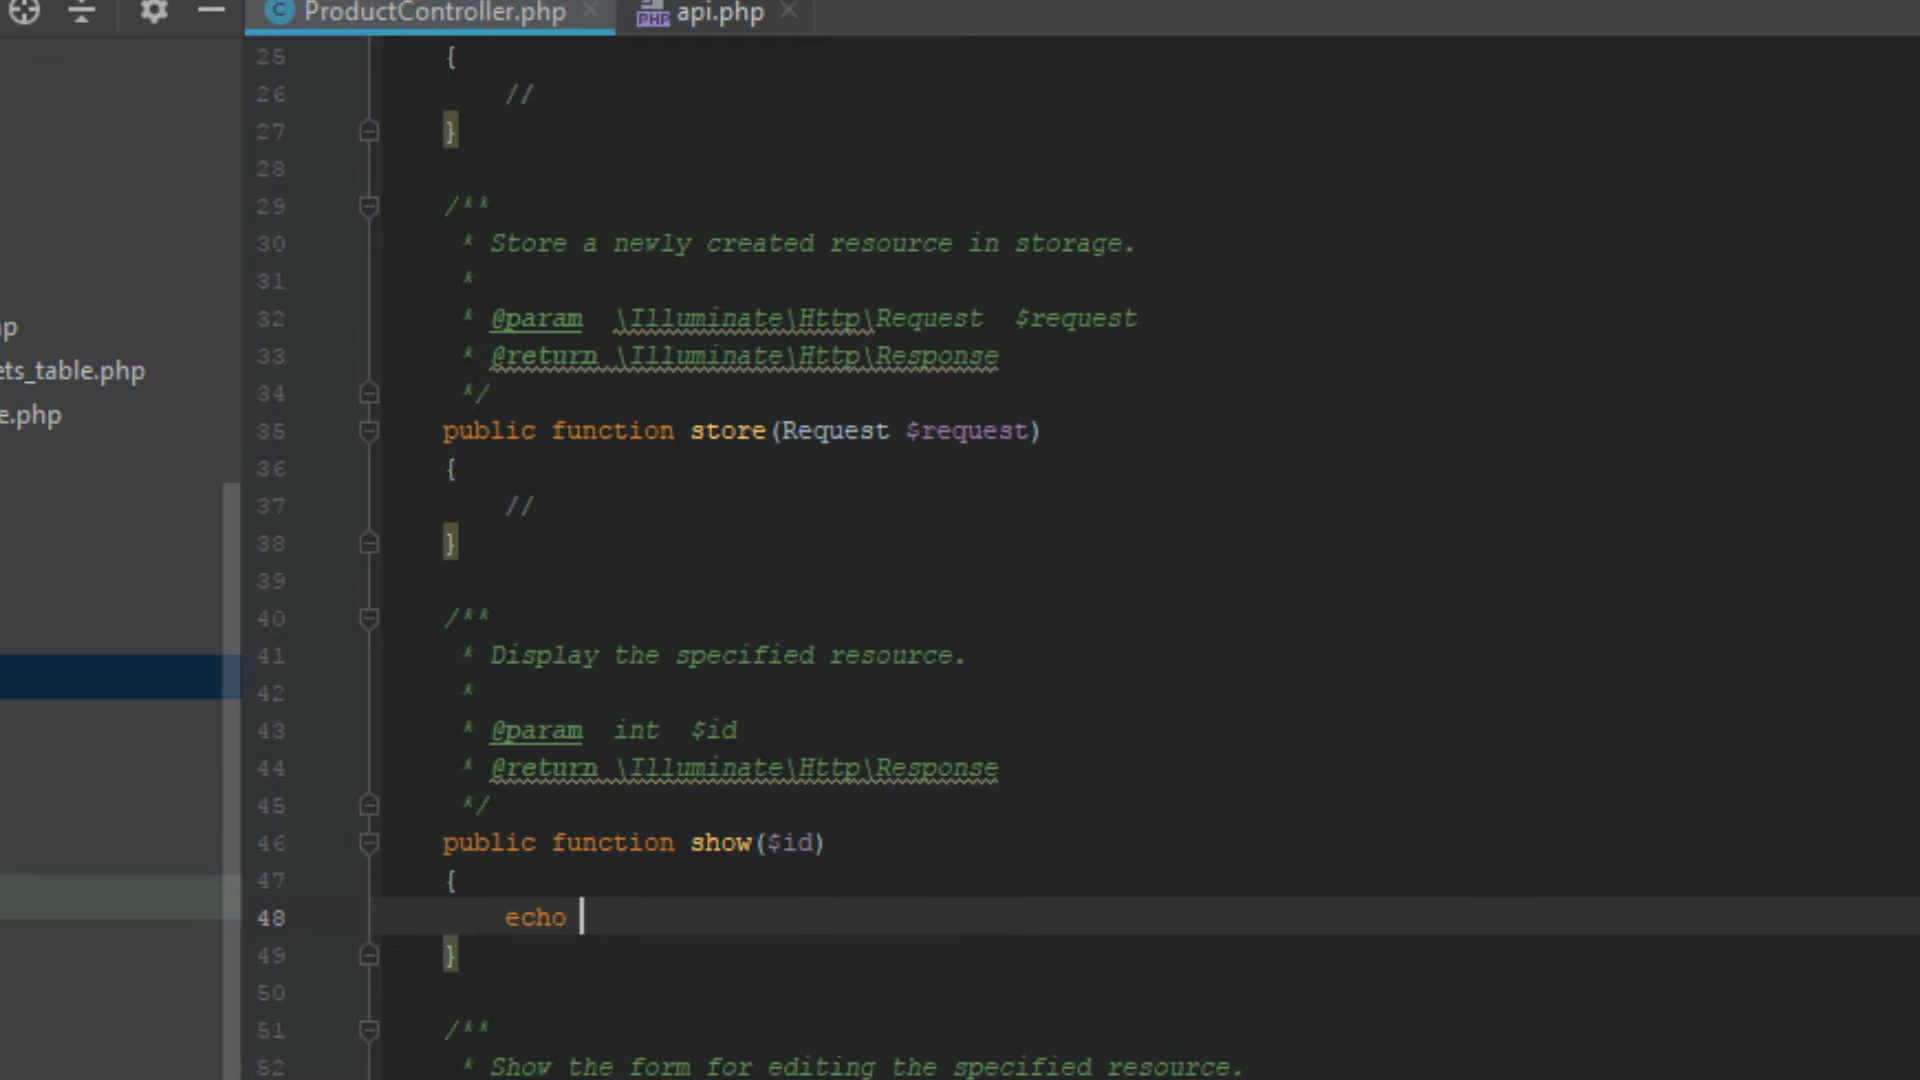 ProductController.php
PHP api.php
p
ets_table.php
e.php
25 {
26 //
27 }
28
29 /**
30 * Store a newly created resource in storage.
31 *
32 * @param  \Illuminate\Http\Request  $request
33 * @return \Illuminate\Http\Response
34 */
35 public function store(Request $request)
36 {
37 //
38 }
39
40 /**
41 * Display the specified resource.
42 *
43 * @param  int  $id
44 * @return \Illuminate\Http\Response
45 */
46 public function show($id)
47 {
48 echo
49 }
50
51 /**
52 * Show the form for editing the specified resource.